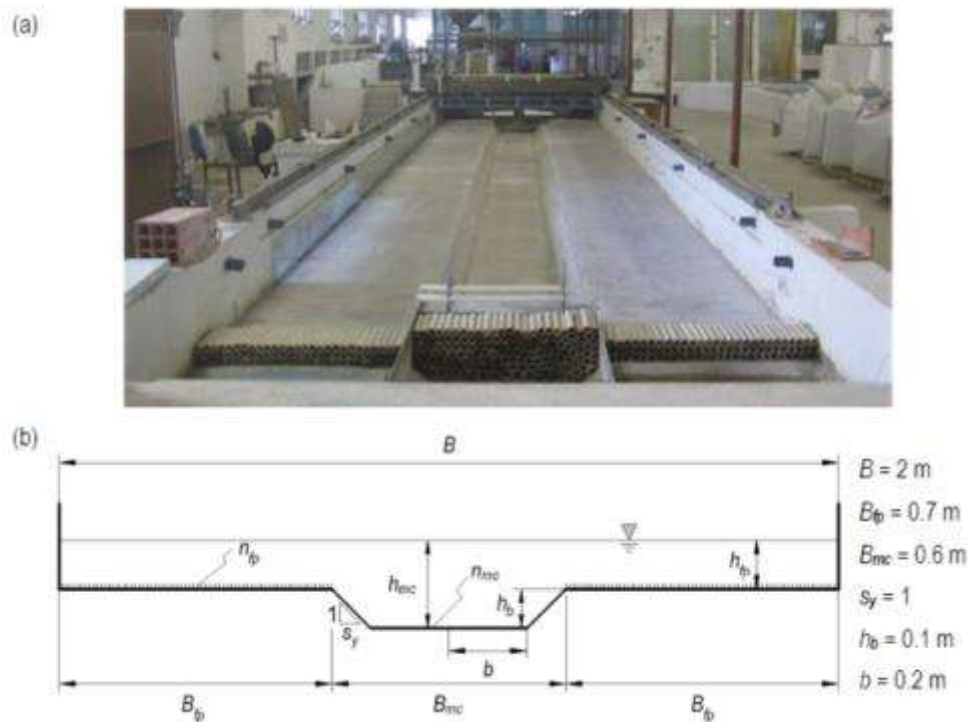 (a)
(b)
B
B = 2 m
B_fp = 0.7 m
B_mc = 0.6 m
s_y = 1
h_b = 0.1 m
b = 0.2 m
n_fp
h_mc
n_mc
h_b
h_fp
1
s_y
b
B_fp
B_mc
B_fp